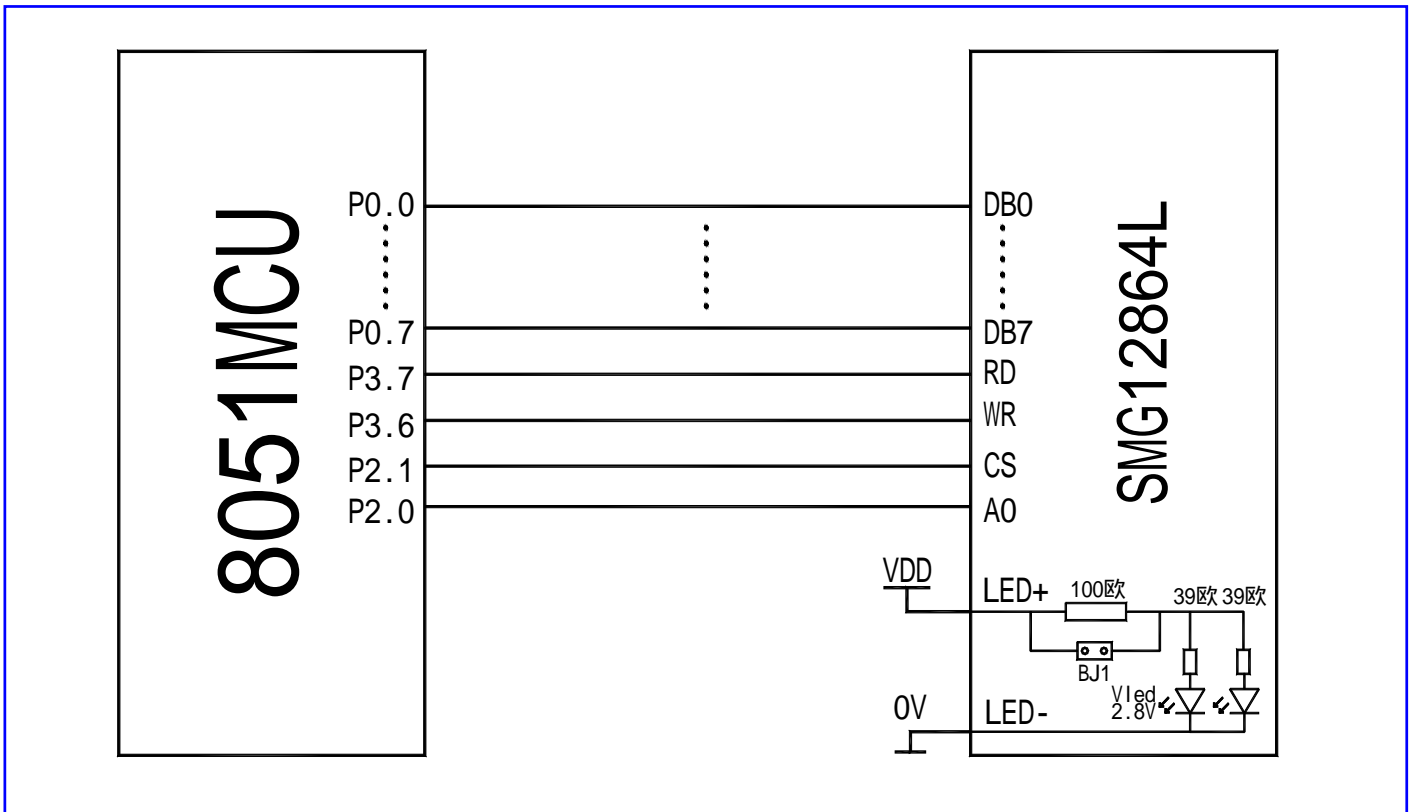 8051MCU
P0.0
P0.7
P3.7
P3.6
P2.1
P2.0
DB0
DB7
RD
WR
CS
A0
SMG12864L
VDD
LED+
100欧
39欧 39欧
BJ1
Vled
2.8V
0V
LED-